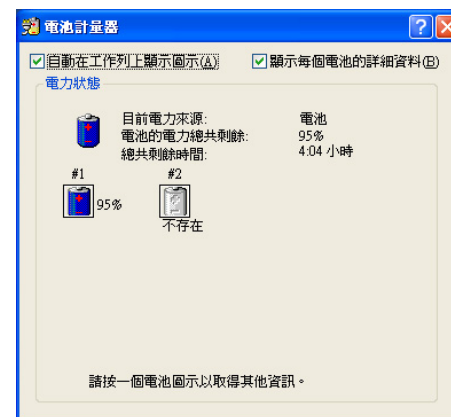 電池計量器
自動在工作列上顯示圖示(A) 顯示每個電池的詳細資料(B)
電力狀態
目前電力來源: 電池
電池的電力總共剩餘: 95%
總共剩餘時間: 4:04 小時
#1 #2
95%
不存在
請按一個電池圖示以取得其他資訊。